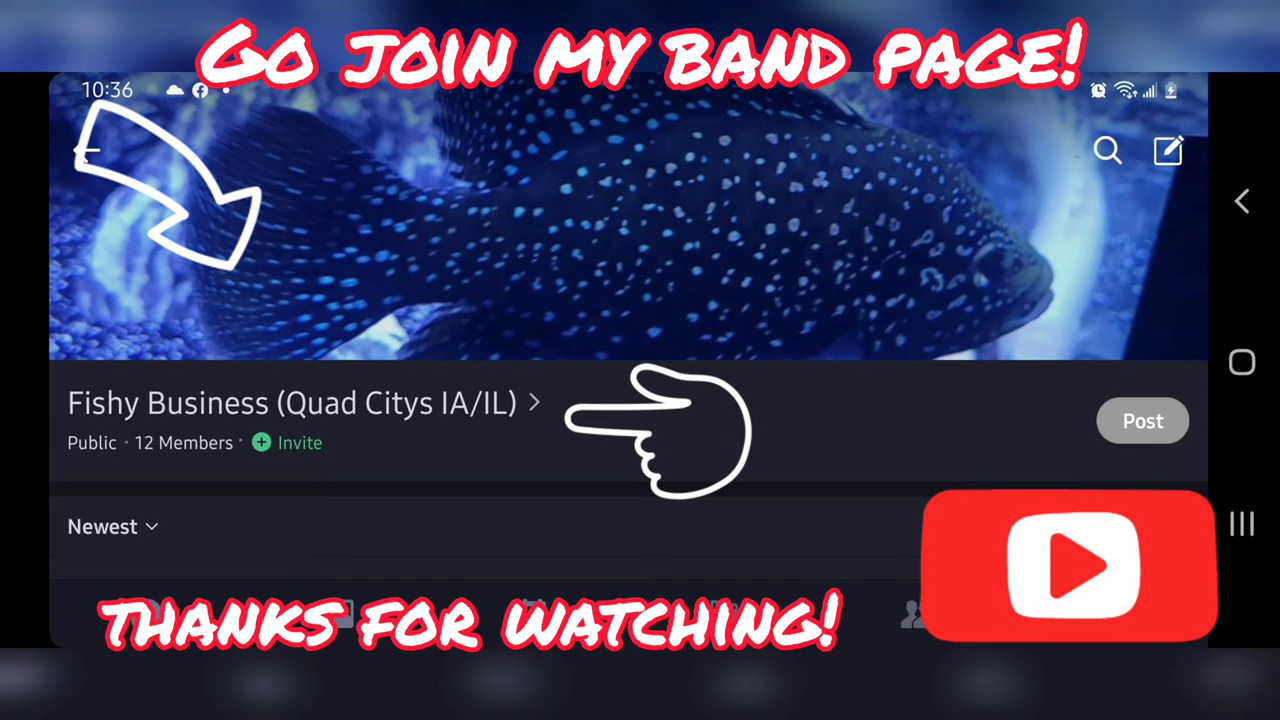 Go join my band page!
10:36
Fishy Business (Quad Citys IA/IL)
Public · 12 Members · Invite
Post
Newest
thanks for watching!